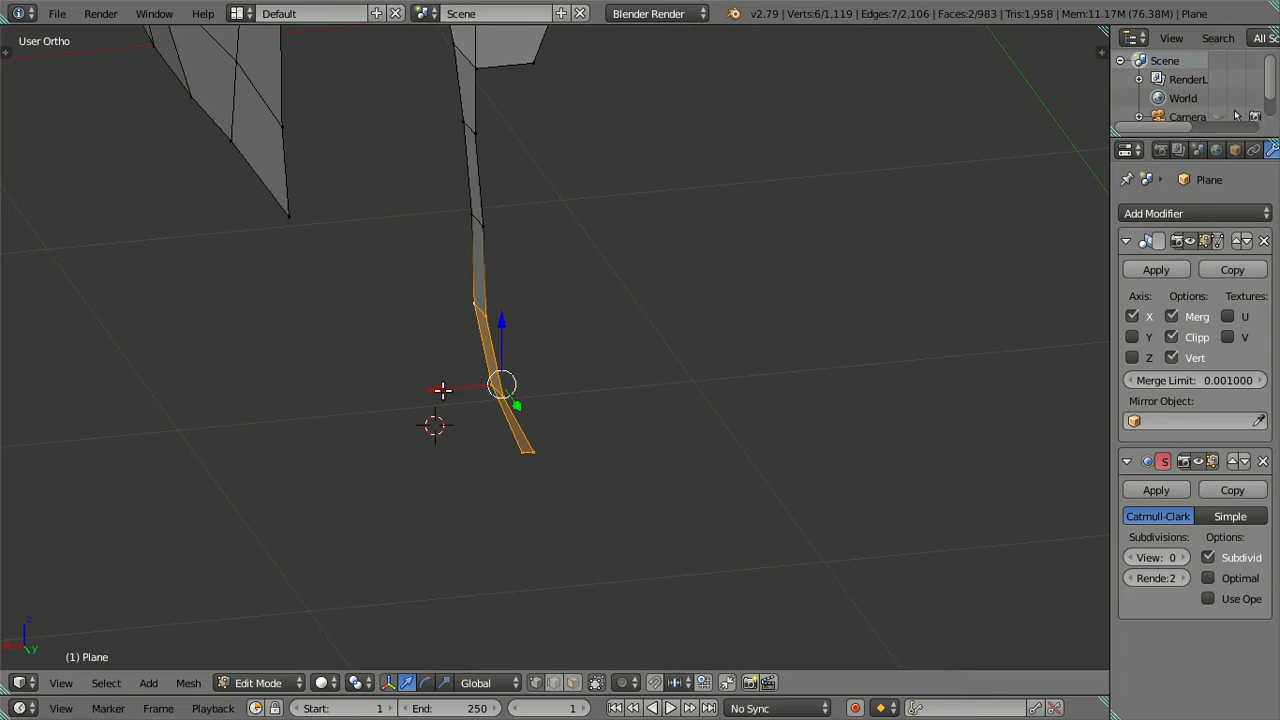 File Render Window Help Default Scene Blender Render v2.79 | Verts:6/1,119 | Edges:7/2,106 | Faces:2/983 | Tris:1,958 | Mem:11.17M (76.38M) | Plane
User Ortho
View Search All Sc
Scene
RenderL
World
Camera
Plane
Add Modifier
Apply Copy
Axis: Options: Textures:
X Merg U
Y Clipp V
Z Vert
Merge Limit: 0.001000
Mirror Object:
S
Apply Copy
Catmull-Clark Simple
Subdivisions: Options:
View: 0 Subdivid
Rende:2 Optimal
Use Ope
z
x y
(1) Plane
View Select Add Mesh Edit Mode Global
View Marker Frame Playback Start: 1 End: 250 1 No Sync